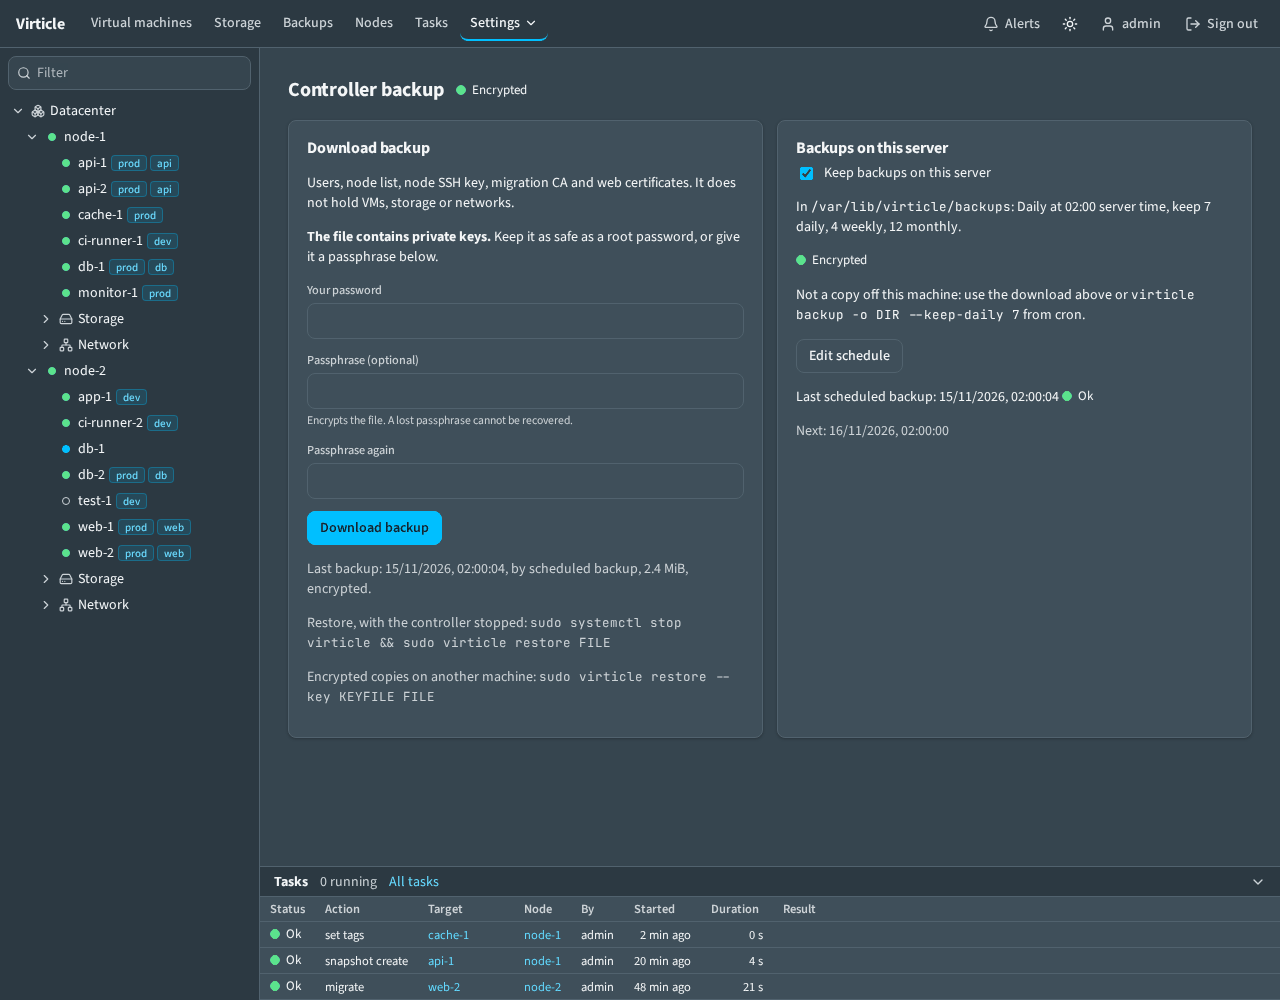 Virticle Virtual machines Storage Backups Nodes Tasks Settings Alerts admin Sign out
Filter
Datacenter
node-1
api-1 prod api
api-2 prod api
cache-1 prod
ci-runner-1 dev
db-1 prod db
monitor-1 prod
Storage
Network
node-2
app-1 dev
ci-runner-2 dev
db-1
db-2 prod db
test-1 dev
web-1 prod web
web-2 prod web
Storage
Network
Controller backup Encrypted
Download backup
Users, node list, node SSH key, migration CA and web certificates. It does
not hold VMs, storage or networks.
The file contains private keys. Keep it as safe as a root password, or give
it a passphrase below.
Your password
Passphrase (optional)
Encrypts the file. A lost passphrase cannot be recovered.
Passphrase again
Download backup
Last backup: 15/11/2026, 02:00:04, by scheduled backup, 2.4 MiB,
encrypted.
Restore, with the controller stopped: sudo systemctl stop
virticle && sudo virticle restore FILE
Encrypted copies on another machine: sudo virticle restore --
key KEYFILE FILE
Backups on this server
Keep backups on this server
In /var/lib/virticle/backups: Daily at 02:00 server time, keep 7
daily, 4 weekly, 12 monthly.
Encrypted
Not a copy off this machine: use the download above or virticle
backup -o DIR --keep-daily 7 from cron.
Edit schedule
Last scheduled backup: 15/11/2026, 02:00:04 Ok
Next: 16/11/2026, 02:00:00
Tasks 0 running All tasks
Status Action Target Node By Started Duration Result
Ok set tags cache-1 node-1 admin 2 min ago 0 s
Ok snapshot create api-1 node-1 admin 20 min ago 4 s
Ok migrate web-2 node-2 admin 48 min ago 21 s